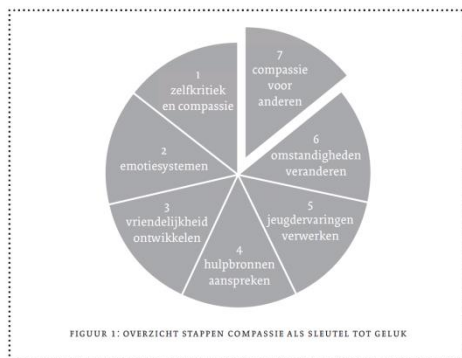 1
zelfkritiek
en compassie
2
emotiesystemen
3
vriendelijkheid
ontwikkelen
4
hulpbronnen
aanspreken
5
jeugdervaringen
verwerken
6
omstandigheden
veranderen
7
compassie
voor
anderen
FIGUUR 1: OVERZICHT STAPPEN COMPASSIE ALS SLEUTEL TOT GELUK